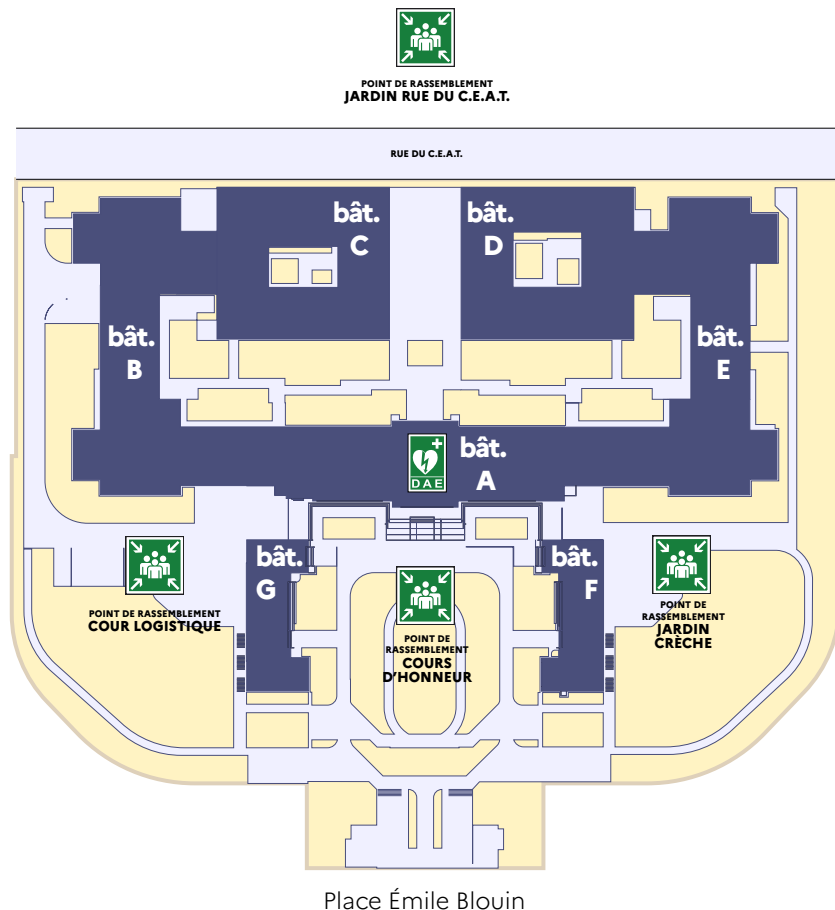 POINT DE RASSEMBLEMENT
JARDIN RUE DU C.E.A.T.
RUE DU C.E.A.T.
bât.
C
bât.
D
bât.
B
bât.
E
bât.
A
DAE
bât.
G
bât.
F
POINT DE RASSEMBLEMENT
COUR LOGISTIQUE
POINT DE
RASSEMBLEMENT
COURS
D'HONNEUR
POINT DE
RASSEMBLEMENT
JARDIN
CRÈCHE
Place Émile Blouin